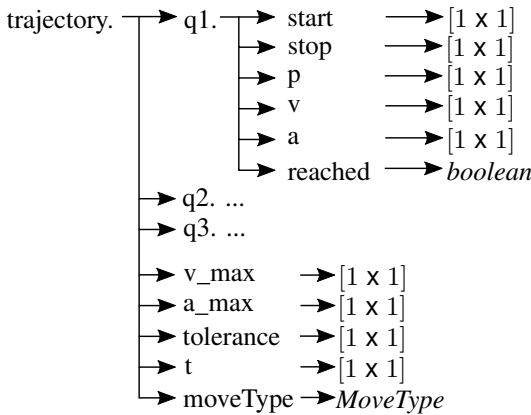 trajectory. q1. start [1 x 1]
stop [1 x 1]
p [1 x 1]
v [1 x 1]
a [1 x 1]
reached boolean
q2. ...
q3. ...
v_max [1 x 1]
a_max [1 x 1]
tolerance [1 x 1]
t [1 x 1]
moveType MoveType